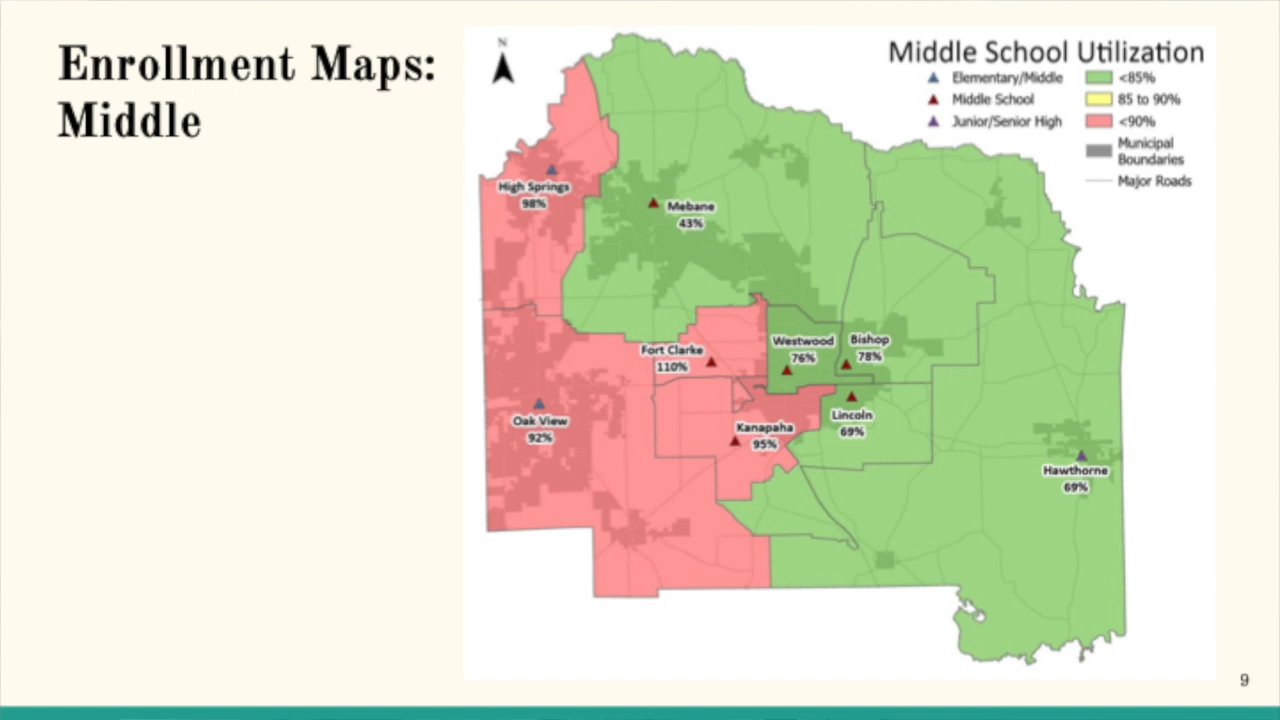 Enrollment Maps:
Middle
N
Middle School Utilization
Elementary/Middle
Middle School
Junior/Senior High
<85%
85 to 90%
<90%
Municipal
Boundaries
Major Roads
High Springs
98%
Mebane
43%
Fort Clarke
110%
Westwood
76%
Bishop
78%
Oak View
92%
Kanapaha
95%
Lincoln
69%
Hawthorne
69%
9